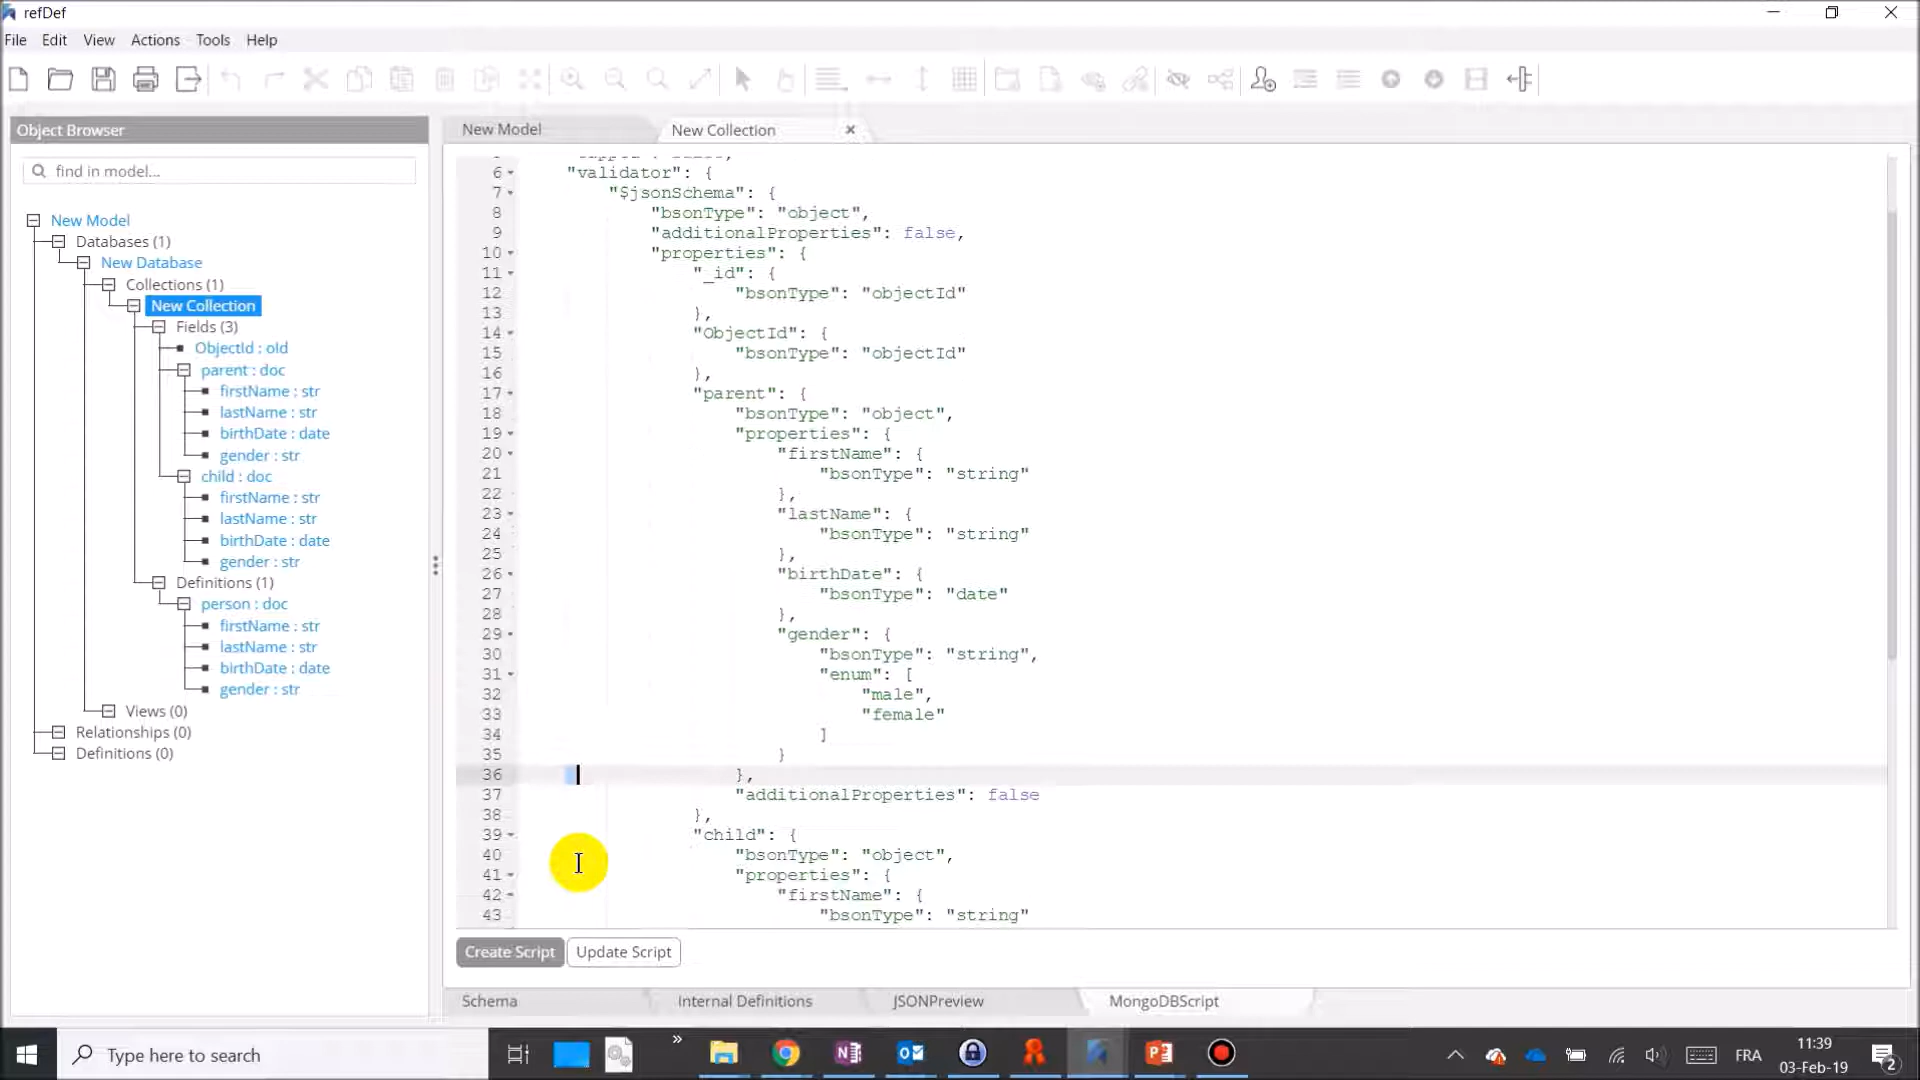 refDef
File Edit View Actions Tools Help
Object Browser
find in model...
New Model
Databases (1)
New Database
Collections (1)
New Collection
Fields (3)
ObjectId : oId
parent : doc
firstName : str
lastName : str
birthDate : date
gender : str
child : doc
firstName : str
lastName : str
birthDate : date
gender : str
Definitions (1)
person : doc
firstName : str
lastName : str
birthDate : date
gender : str
Views (0)
Relationships (0)
Definitions (0)
New Model New Collection
6 "validator": {
7 "$jsonSchema": {
8 "bsonType": "object",
9 "additionalProperties": false,
10 "properties": {
11 "_id": {
12 "bsonType": "objectId"
13 },
14 "ObjectId": {
15 "bsonType": "objectId"
16 },
17 "parent": {
18 "bsonType": "object",
19 "properties": {
20 "firstName": {
21 "bsonType": "string"
22 },
23 "lastName": {
24 "bsonType": "string"
25 },
26 "birthDate": {
27 "bsonType": "date"
28 },
29 "gender": {
30 "bsonType": "string",
31 "enum": [
32 "male",
33 "female"
34 ]
35 }
36 },
37 "additionalProperties": false
38 },
39 "child": {
40 "bsonType": "object",
41 "properties": {
42 "firstName": {
43 "bsonType": "string"
Create Script Update Script
Schema Internal Definitions JSONPreview MongoDBScript
Type here to search
FRA
11:39
03-Feb-19
2